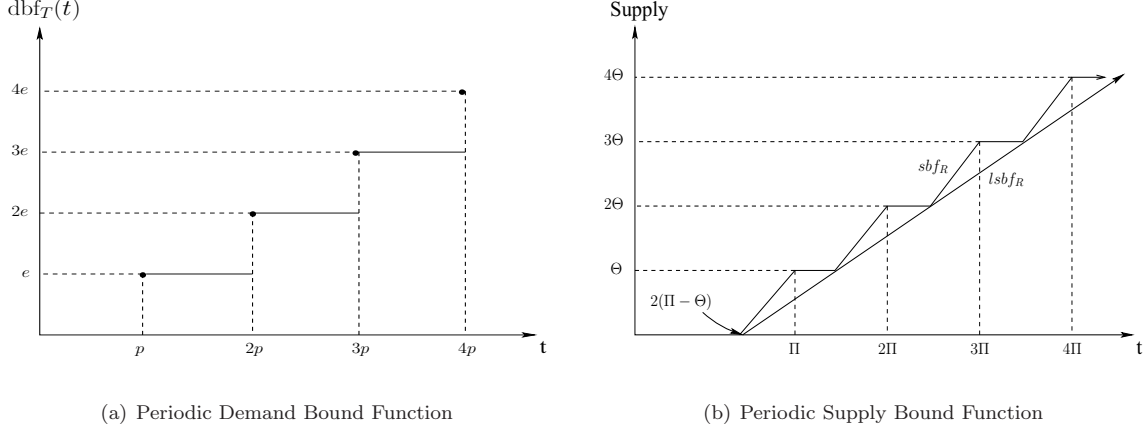 dbf_T(t)
4e
3e
2e
e
p
2p
3p
4p
t
(a) Periodic Demand Bound Function
Supply
4Θ
3Θ
2Θ
Θ
sbf_R
lsbf_R
2(Π − Θ)
Π
2Π
3Π
4Π
t
(b) Periodic Supply Bound Function